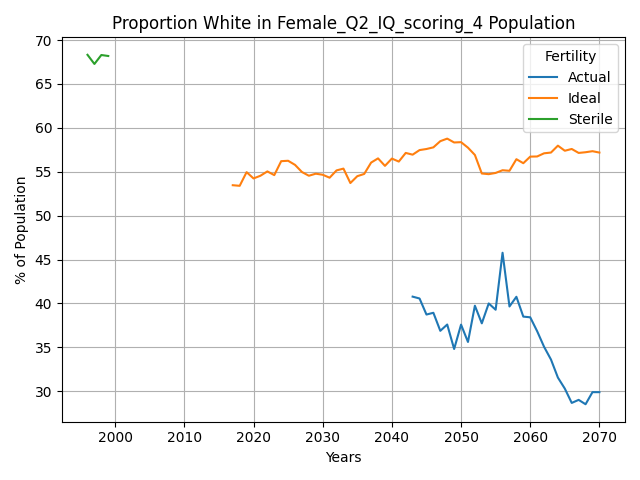 Proportion White in Female_Q2_IQ_scoring_4 Population
70
65
60
55
50
45
40
35
30
% of Population
Fertility
Actual
Ideal
Sterile
2000 2010 2020 2030 2040 2050 2060 2070
Years